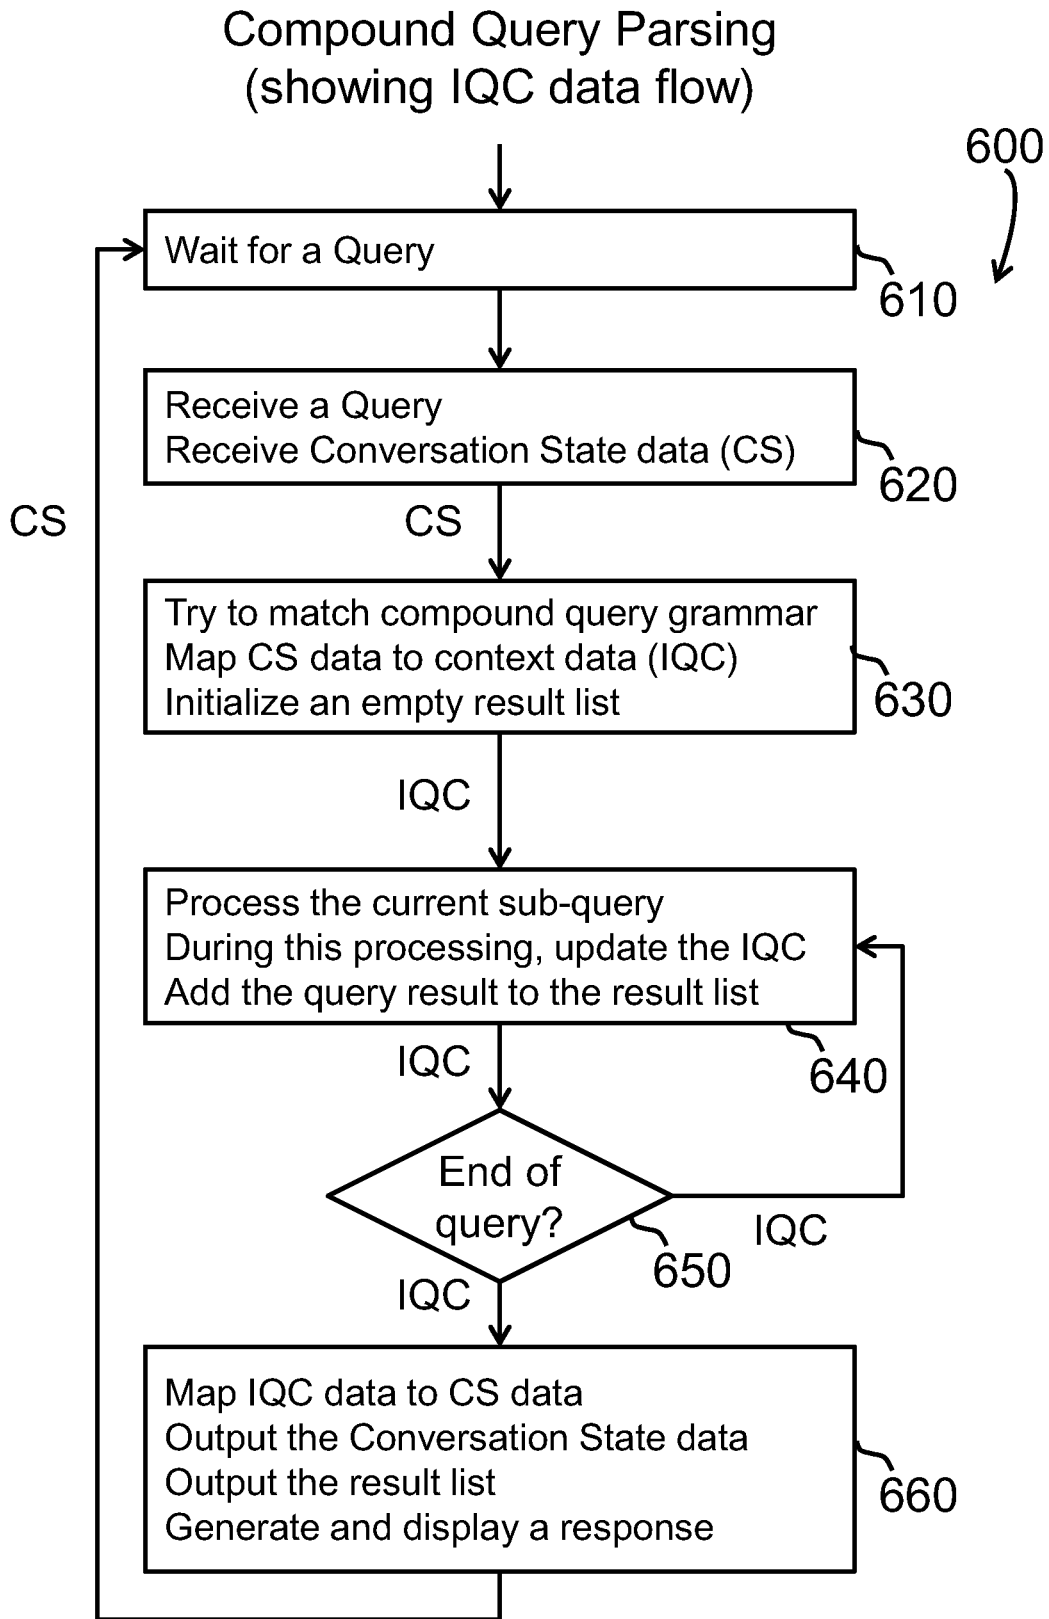 Compound Query Parsing
(showing IQC data flow)
600
Wait for a Query
610
Receive a Query
Receive Conversation State data (CS)
620
CS
CS
Try to match compound query grammar
Map CS data to context data (IQC)
Initialize an empty result list
630
IQC
Process the current sub-query
During this processing, update the IQC
Add the query result to the result list
640
IQC
End of
query?
650
IQC
IQC
Map IQC data to CS data
Output the Conversation State data
Output the result list
Generate and display a response
660